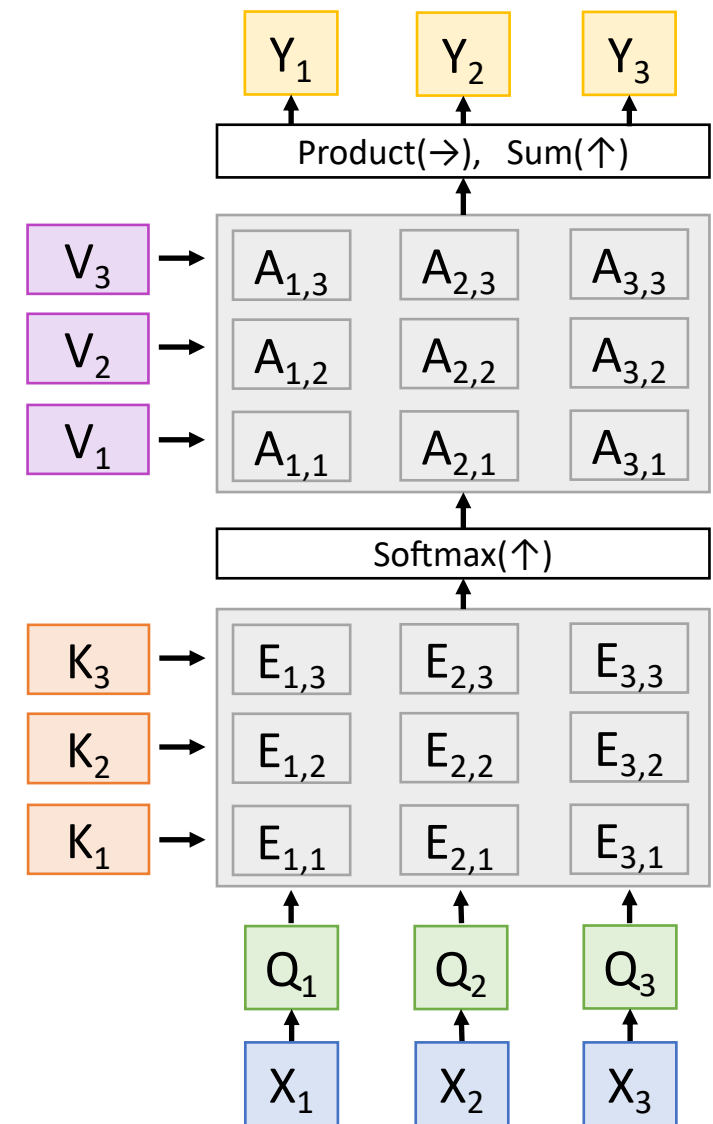 Y₁ Y₂ Y₃
Product(→), Sum(↑)
V₃ A₁,₃ A₂,₃ A₃,₃
V₂ A₁,₂ A₂,₂ A₃,₂
V₁ A₁,₁ A₂,₁ A₃,₁
Softmax(↑)
K₃ E₁,₃ E₂,₃ E₃,₃
K₂ E₁,₂ E₂,₂ E₃,₂
K₁ E₁,₁ E₂,₁ E₃,₁
Q₁ Q₂ Q₃
X₁ X₂ X₃